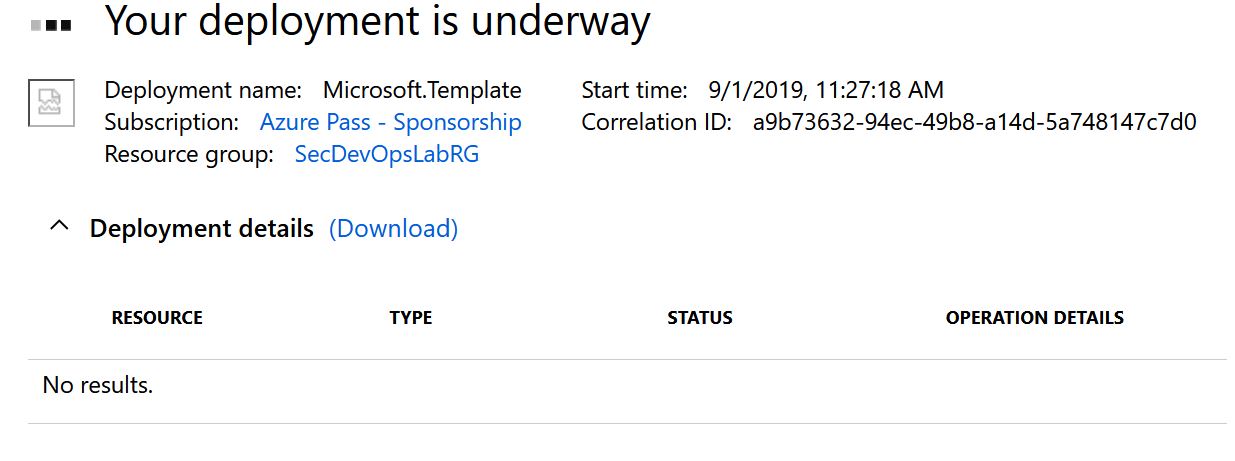 Your deployment is underway
Deployment name: Microsoft.Template
Subscription: Azure Pass - Sponsorship
Resource group: SecDevOpsLabRG
Start time: 9/1/2019, 11:27:18 AM
Correlation ID: a9b73632-94ec-49b8-a14d-5a748147c7d0
Deployment details (Download)
RESOURCE TYPE STATUS OPERATION DETAILS
No results.